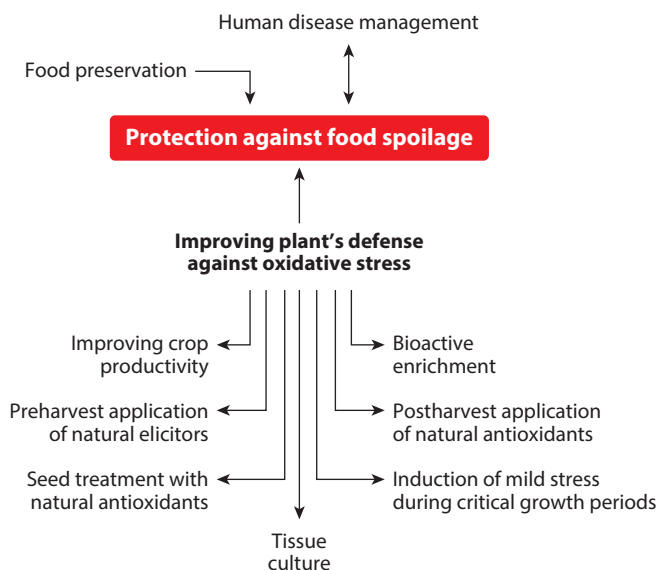 Human disease management
Food preservation
Protection against food spoilage
Improving plant's defense
against oxidative stress
Improving crop
productivity
Bioactive
enrichment
Preharvest application
of natural elicitors
Postharvest application
of natural antioxidants
Seed treatment with
natural antioxidants
Induction of mild stress
during critical growth periods
Tissue
culture